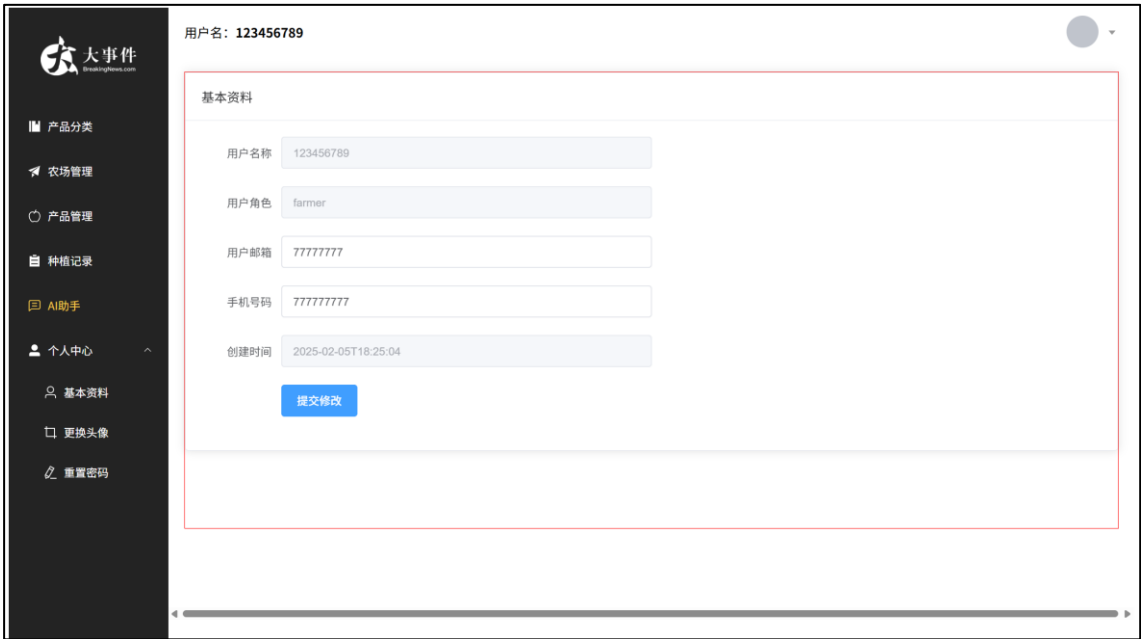 大事件
BreakingNews.com
产品分类
农场管理
产品管理
种植记录
AI助手
个人中心
基本资料
更换头像
重置密码
用户名：123456789
基本资料
用户名称 123456789
用户角色 farmer
用户邮箱 77777777
手机号码 777777777
创建时间 2025-02-05T18:25:04
提交修改